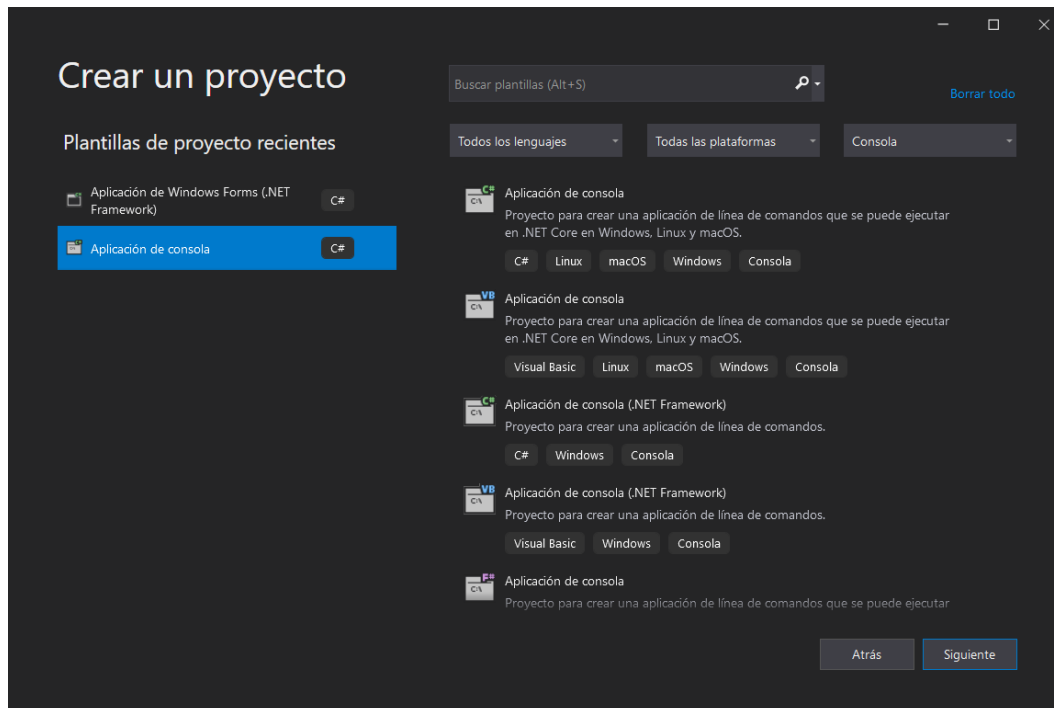 Crear un proyecto
Buscar plantillas (Alt+S)
Borrar todo
Plantillas de proyecto recientes
Todos los lenguajes
Todas las plataformas
Consola
Aplicación de Windows Forms (.NET
Framework)
C#
Aplicación de consola
C#
C#
C:\
Aplicación de consola
Proyecto para crear una aplicación de línea de comandos que se puede ejecutar
en .NET Core en Windows, Linux y macOS.
C# Linux macOS Windows Consola
VB
C:\
Aplicación de consola
Proyecto para crear una aplicación de línea de comandos que se puede ejecutar
en .NET Core en Windows, Linux y macOS.
Visual Basic Linux macOS Windows Consola
C#
C:\
Aplicación de consola (.NET Framework)
Proyecto para crear una aplicación de línea de comandos.
C# Windows Consola
VB
C:\
Aplicación de consola (.NET Framework)
Proyecto para crear una aplicación de línea de comandos.
Visual Basic Windows Consola
F#
C:\
Aplicación de consola
Proyecto para crear una aplicación de línea de comandos que se puede ejecutar
Atrás
Siguiente